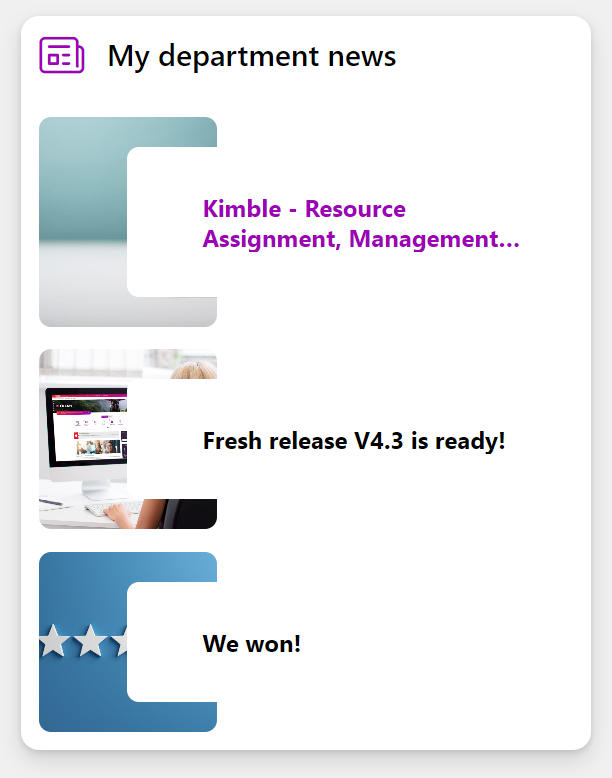 My department news
Kimble - Resource
Assignment, Management...
Fresh release V4.3 is ready!
We won!